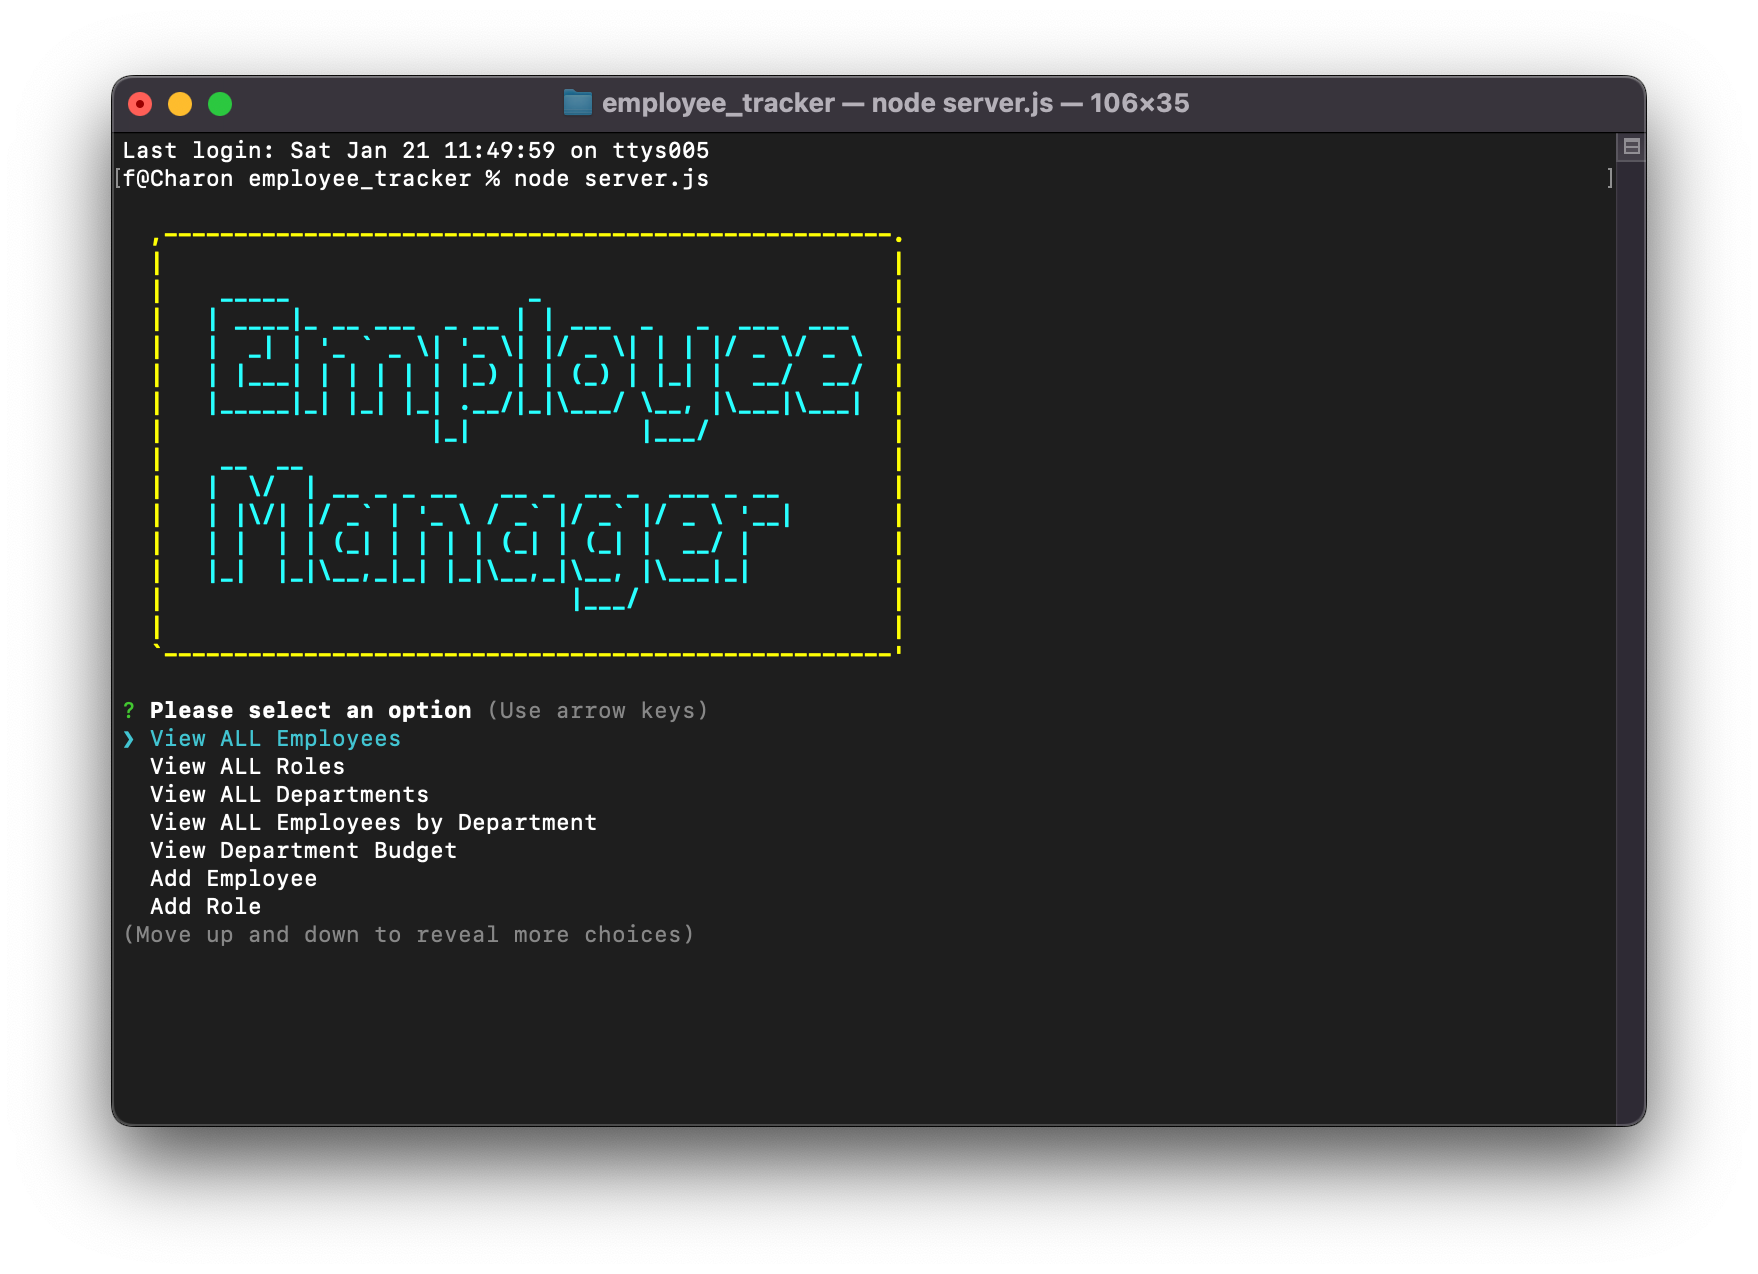 employee_tracker — node server.js — 106×35
Last login: Sat Jan 21 11:49:59 on ttys005
[f@Charon employee_tracker % node server.js ]
Employee
Manager
? Please select an option (Use arrow keys)
❯ View ALL Employees
View ALL Roles
View ALL Departments
View ALL Employees by Department
View Department Budget
Add Employee
Add Role
(Move up and down to reveal more choices)